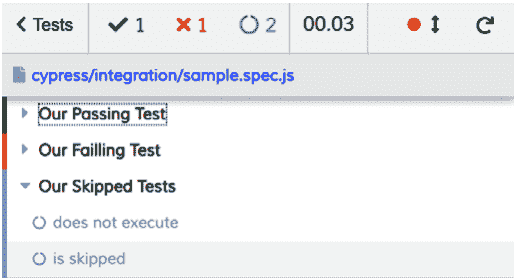 < Tests ✓ 1 ✕ 1 2 00.03
cypress/integration/sample.spec.js
Our Passing Test
Our Failling Test
Our Skipped Tests
does not execute
is skipped